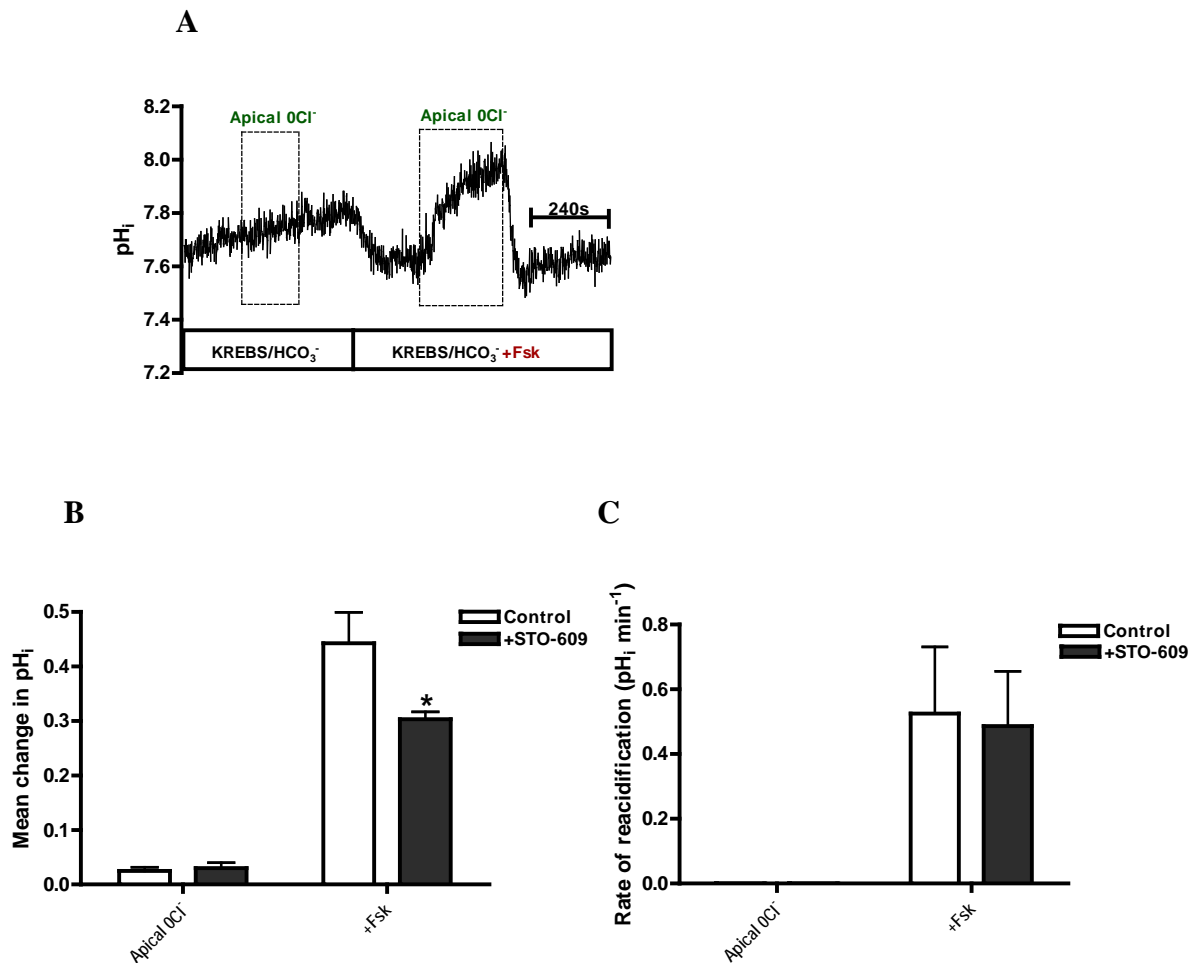 A
8.2
8.0
7.8
7.6
7.4
7.2
pHi
Apical 0Cl-
Apical 0Cl-
240s
KREBS/HCO3-
KREBS/HCO3- +Fsk
B
0.5
0.4
0.3
0.2
0.1
0.0
Mean change in pHi
Control
+STO-609
*
Apical 0Cl-
+Fsk
C
0.8
0.6
0.4
0.2
0.0
Rate of reacidification (pHi min-1)
Control
+STO-609
Apical 0Cl-
+Fsk